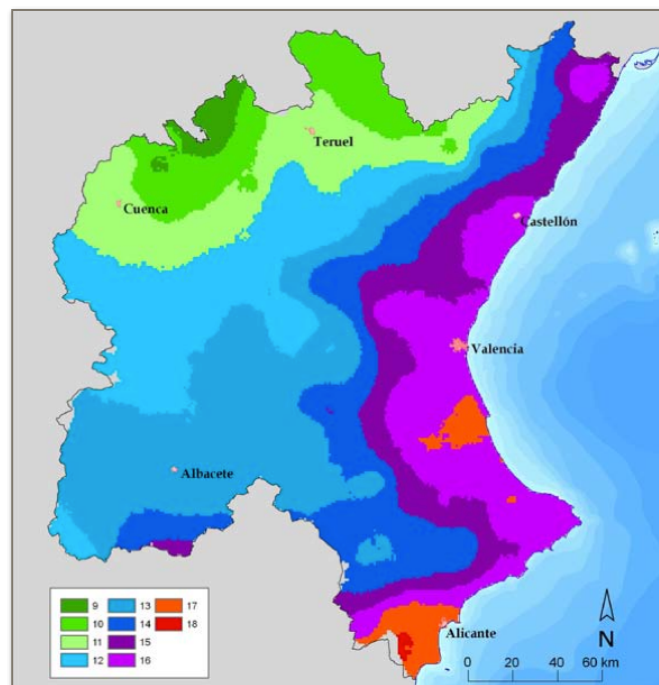 Teruel
Cuenca
Castellón
Valencia
Albacete
Alicante
9 13 17
10 14 18
11 15
12 16
N
0 20 40 60 km